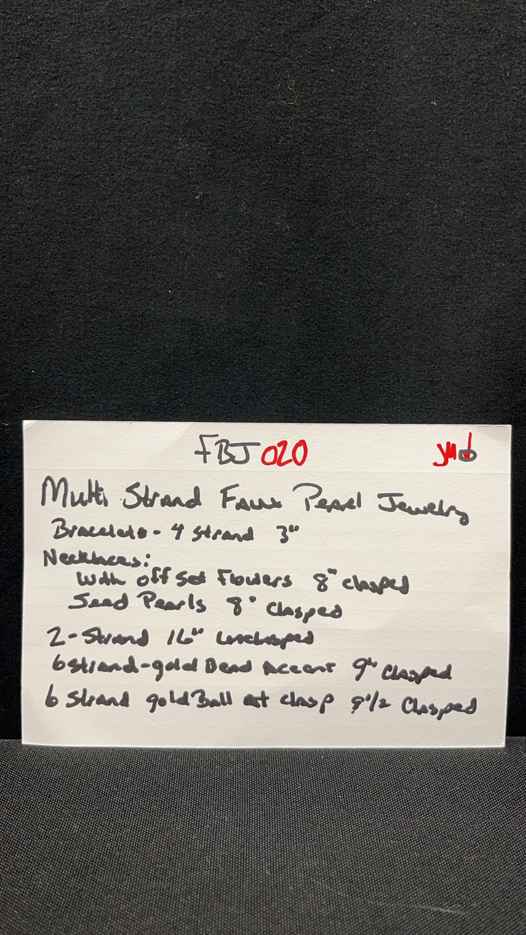 FBJ 020
Multi Strand Faux Pearl Jewelry
Bracelets - 4 Strand 3"
Necklaces:
With off Set Flowers 8" clasped
Seed Pearls 8" Clasped
2-Strand 16" Unclasped
6 Strand-gold Bead Accent 9" Clasped
6 Strand gold Ball at clasp 9 1/2 Clasped